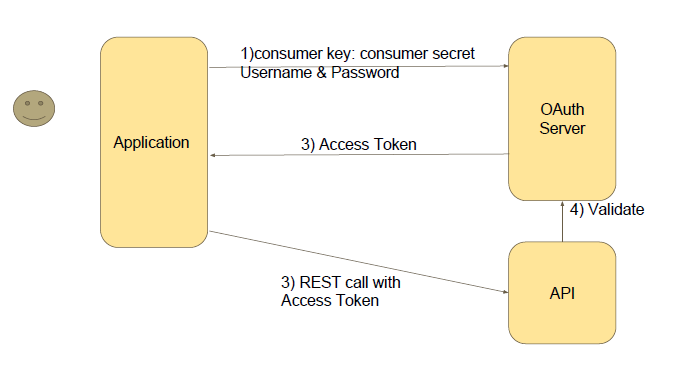 1)consumer key: consumer secret
Username & Password
OAuth
Server
Application
3) Access Token
4) Validate
3) REST call with
Access Token
API